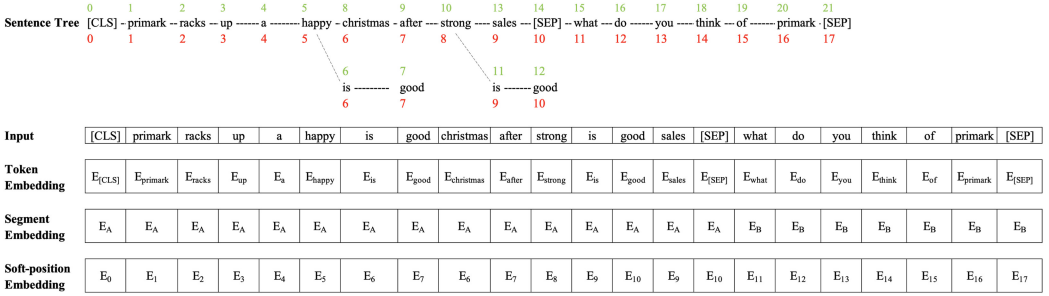 0 1 2 3 4 5 8 9 10 13 14 15 16 17 18 19 20 21
Sentence Tree [CLS] - primark --- racks --- up ------- a ------- happy -- christmas -- after --- strong --- sales -- [SEP] -- what ---- do ----- you ----- think -- of ------- primark - [SEP]
0 1 2 3 4 5 6 7 8 9 10 11 12 13 14 15 16 17
6 7 11 12
is --------- good is ------ good
6 7 9 10
Input [CLS] primark racks up a happy is good christmas after strong is good sales [SEP] what do you think of primark [SEP]
Token
Embedding E[CLS] Eprimark Eracks Eup Ea Ehappy Eis Egood Echristmas Eafter Estrong Eis Egood Esales E[SEP] Ewhat Edo Eyou Ethink Eof Eprimark E[SEP]
Segment
Embedding EA EA EA EA EA EA EA EA EA EA EA EA EA EA EA EB EB EB EB EB EB EB
Soft-position
Embedding E0 E1 E2 E3 E4 E5 E6 E7 E6 E7 E8 E9 E10 E9 E10 E11 E12 E13 E14 E15 E16 E17